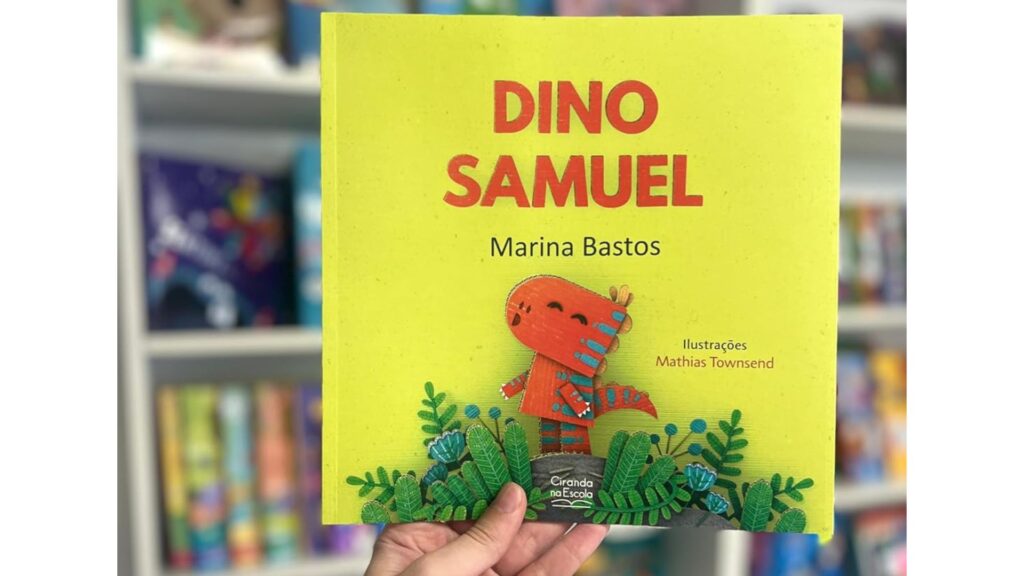 DINO
SAMUEL
Marina Bastos
Ilustrações
Mathias Townsend
Ciranda
na Escola